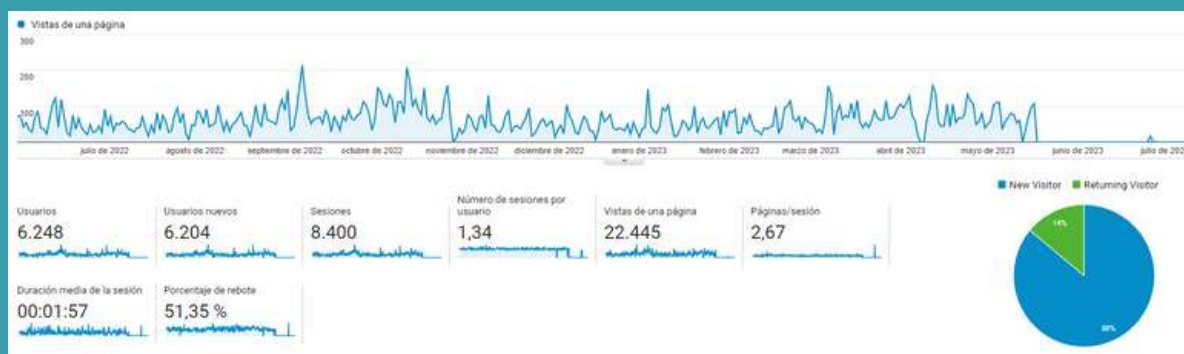 Vistas de una página
300
200
100
julio de 2022 agosto de 2022 septiembre de 2022 octubre de 2022 noviembre de 2022 diciembre de 2022 enero de 2023 febrero de 2023 marzo de 2023 abril de 2023 mayo de 2023 junio de 2023 julio de 202
New Visitor Returning Visitor
Usuarios
6.248
Usuarios nuevos
6.204
Sesiones
8.400
Número de sesiones por
usuario
1,34
Vistas de una página
22.445
Páginas/sesión
2,67
14%
Duración media de la sesión
00:01:57
Porcentaje de rebote
51,35 %